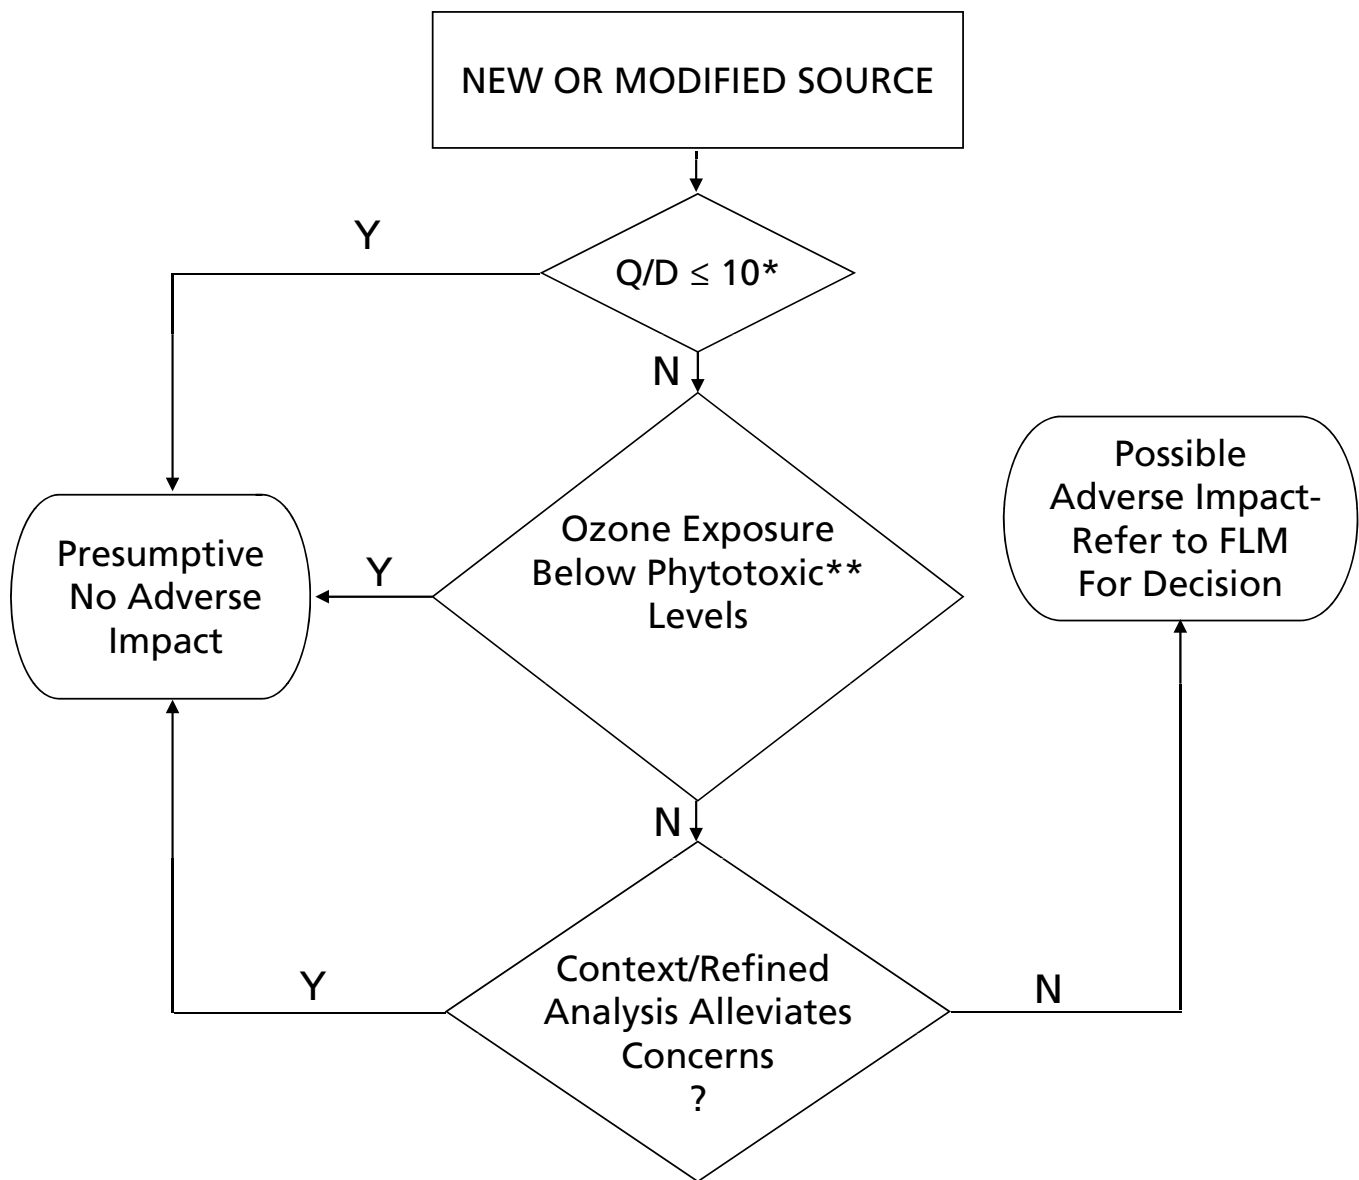 NEW OR MODIFIED SOURCE
Y
Q/D ≤ 10*
N
Possible
Adverse Impact-
Refer to FLM
For Decision
Presumptive
No Adverse
Impact
Y
Ozone Exposure
Below Phytotoxic**
Levels
N
Y
Context/Refined
Analysis Alleviates
Concerns
?
N